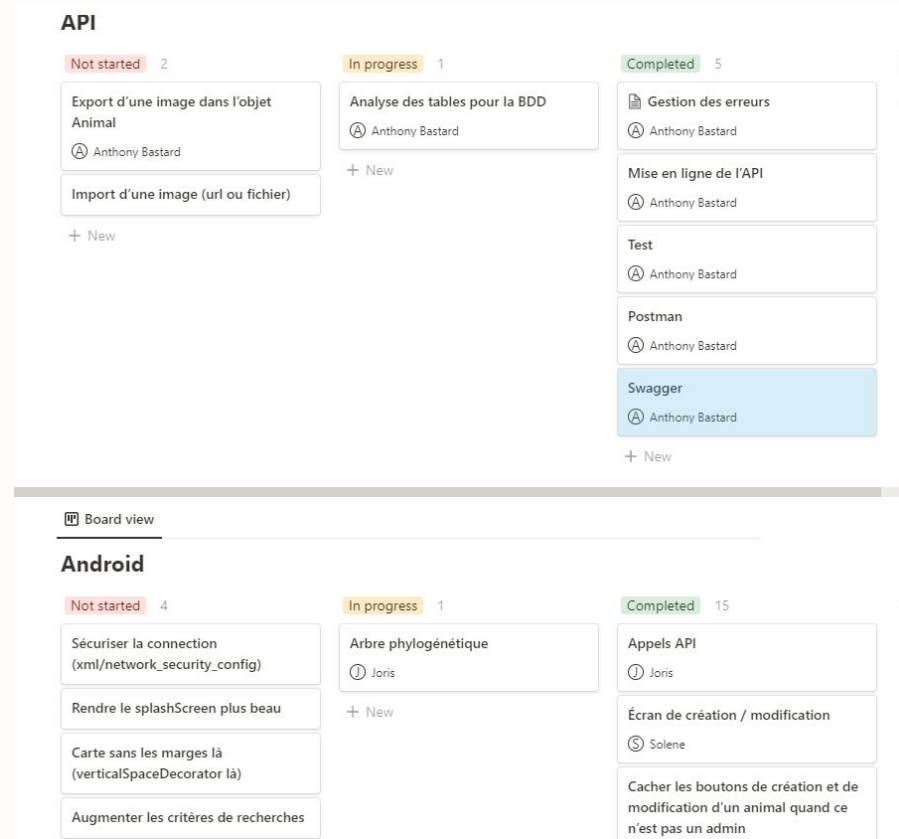 API
Not started 2
Export d'une image dans l'objet
Animal
A Anthony Bastard
Import d'une image (url ou fichier)
+ New
In progress 1
Analyse des tables pour la BDD
A Anthony Bastard
+ New
Completed 5
Gestion des erreurs
A Anthony Bastard
Mise en ligne de l'API
A Anthony Bastard
Test
A Anthony Bastard
Postman
A Anthony Bastard
Swagger
A Anthony Bastard
+ New
Board view
Android
Not started 4
Sécuriser la connection
(xml/network_security_config)
Rendre le splashScreen plus beau
Carte sans les marges là
(verticalSpaceDecorator là)
Augmenter les critères de recherches
In progress 1
Arbre phylogénétique
J Joris
+ New
Completed 15
Appels API
J Joris
Écran de création / modification
S Solene
Cacher les boutons de création et de
modification d'un animal quand ce
n'est pas un admin